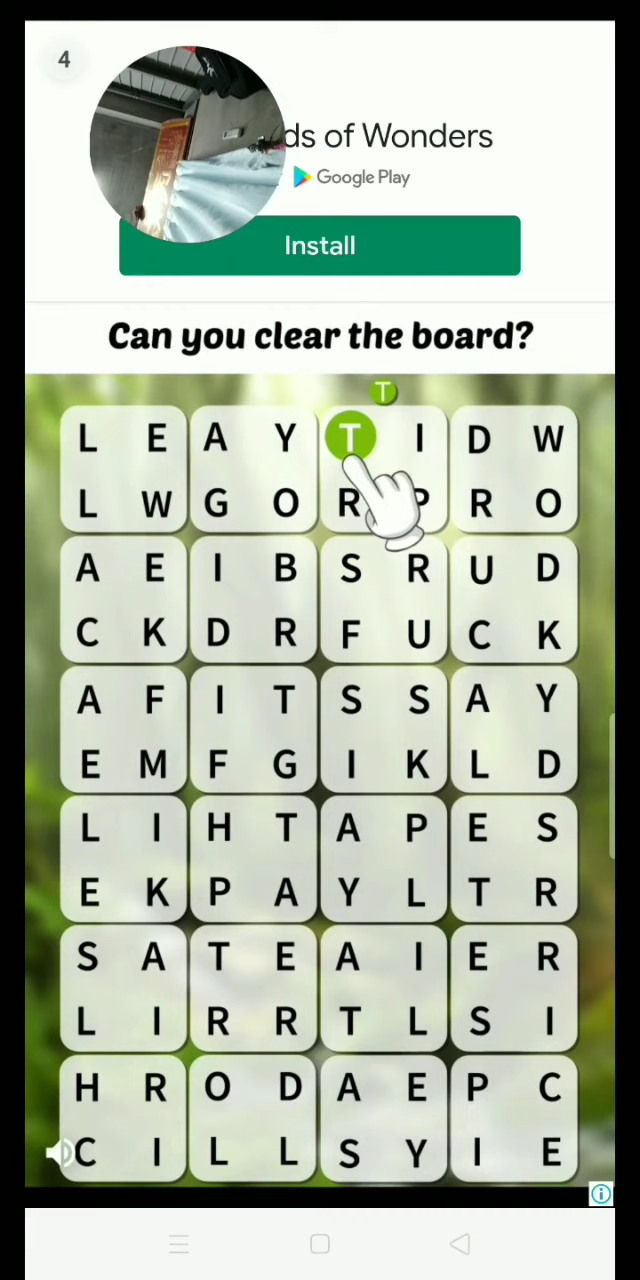 4
ds of Wonders
Google Play
Install
Can you clear the board?
T
L E A Y T I D W
L W G O R P R O
A E I B S R U D
C K D R F U C K
A F I T S S A Y
E M F G I K L D
L I H T A P E S
E K P A Y L T R
S A T E A I E R
L I R R T L S I
H R O D A E P C
C I L L S Y I E